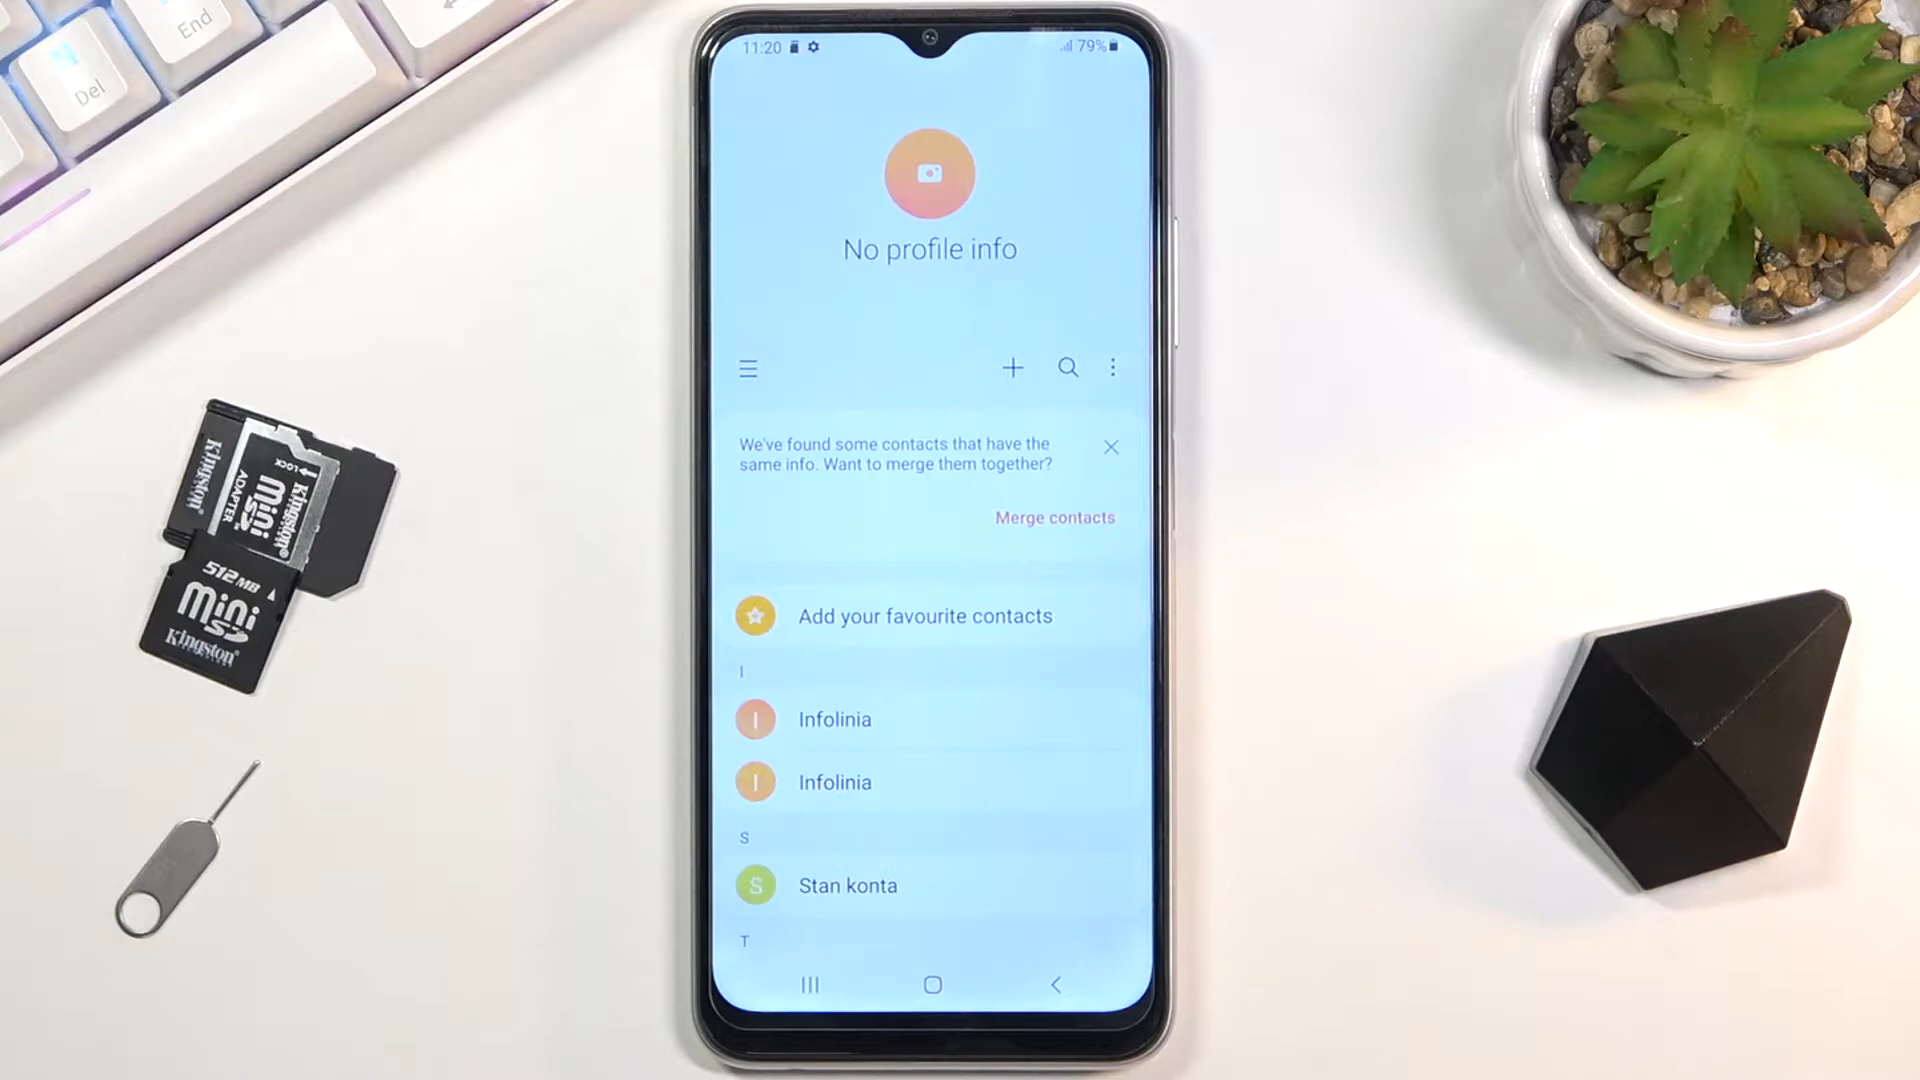 End
Del
11:20
79%
No profile info
We've found some contacts that have the
same info. Want to merge them together?
Merge contacts
Add your favourite contacts
I
I Infolinia
I Infolinia
S
S Stan konta
T
Kingston
LOCK
Kingston
mini
SD
ADAPTER
512 MB
mini
SD
Kingston